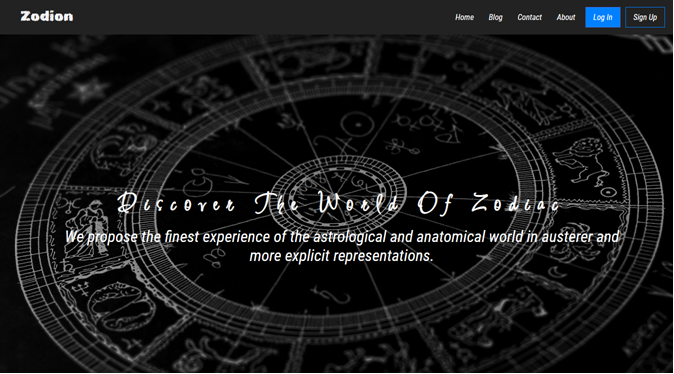 Zodion
Home Blog Contact About Log In Sign Up
Discover The World Of Zodiac
We propose the finest experience of the astrological and anatomical world in austerer and
more explicit representations.